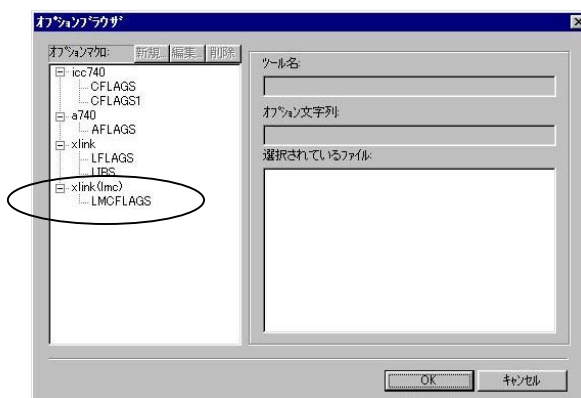 オプションブラウザ
オプションマクロ: 新規... 編集... 削除
icc740
CFLAGS
CFLAGS1
a740
AFLAGS
xlink
LFLAGS
LIBS
xlink(lmc)
LMCFLAGS
ツール名:
オプション文字列:
選択されているファイル:
OK キャンセル